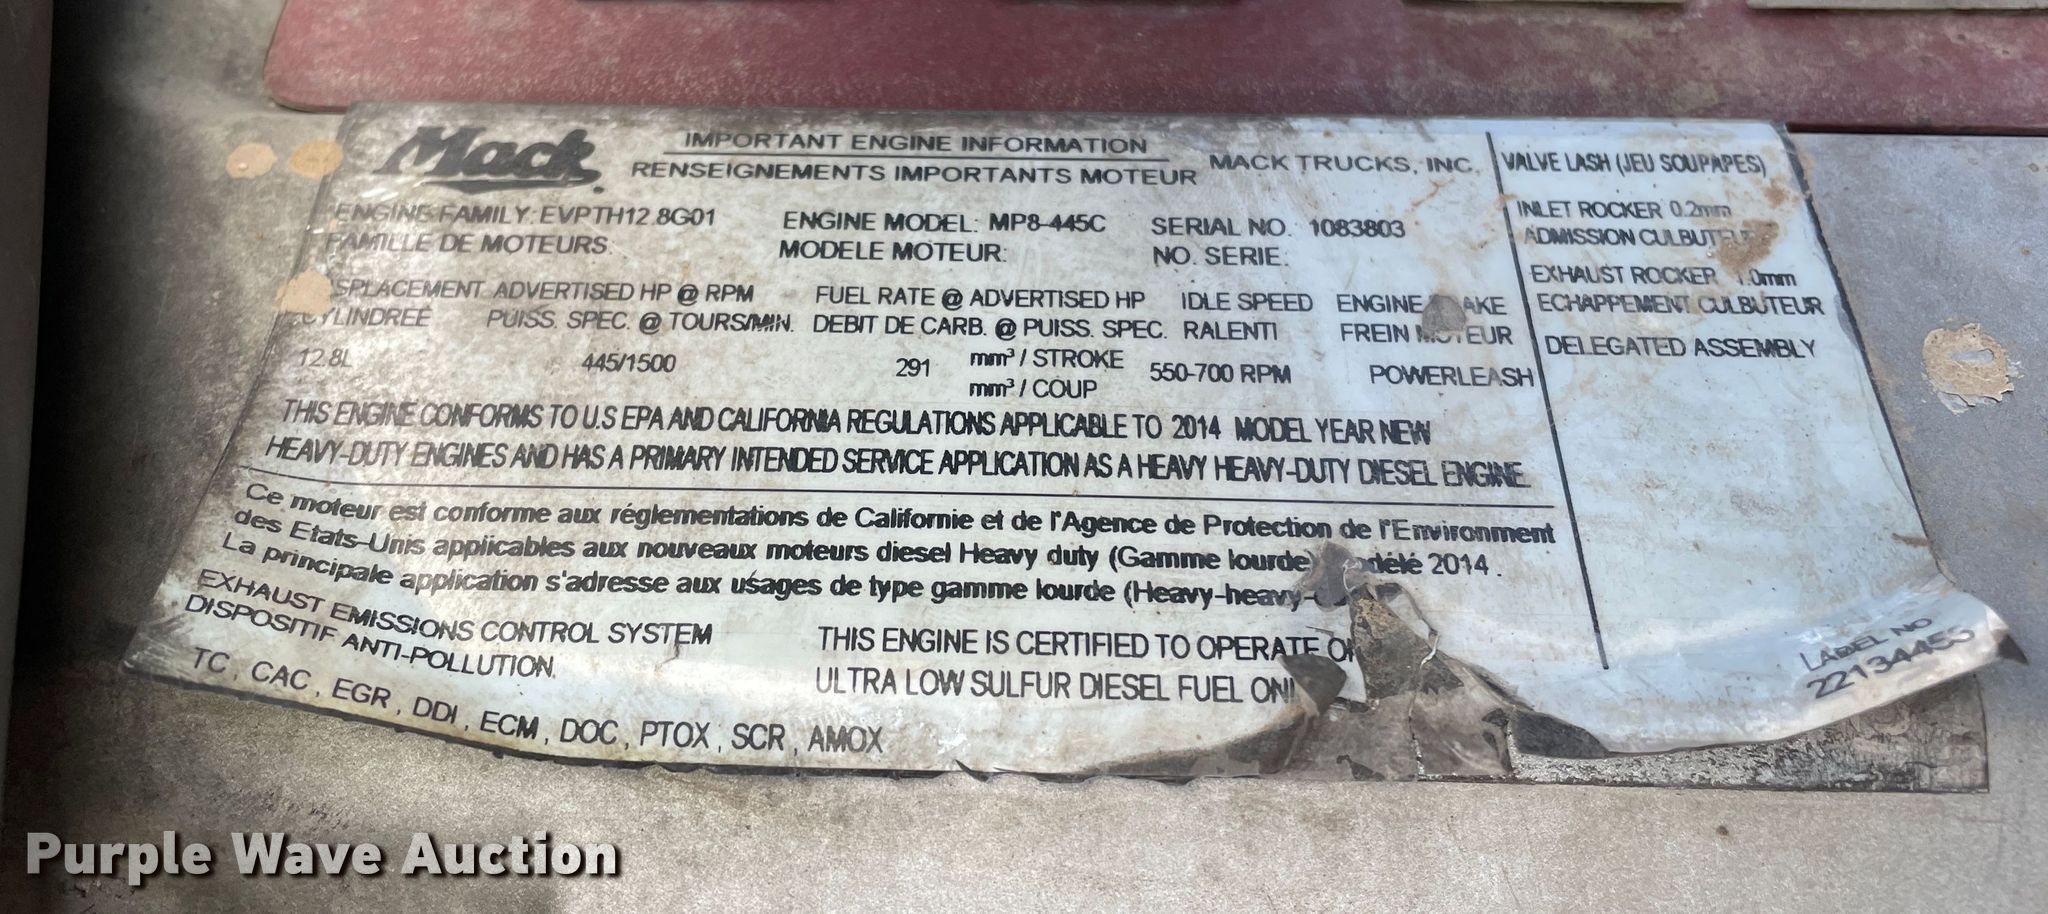 Mack
IMPORTANT ENGINE INFORMATION
RENSEIGNEMENTS IMPORTANTS MOTEUR
MACK TRUCKS, INC.
ENGINE FAMILY: EVPTH12.8G01
FAMILLE DE MOTEURS:
ENGINE MODEL: MP8-445C
MODELE MOTEUR:
SERIAL NO. 1083803
NO. SERIE:
ADVERTISED HP @ RPM
PUISS. SPEC. @ TOURS/MIN.
12.8L
445/1500
FUEL RATE @ ADVERTISED HP
DEBIT DE CARB. @ PUISS. SPEC.
291 mm³ / STROKE
mm³ / COUP
IDLE SPEED
RALENTI
550-700 RPM
ENGINE
FREIN
POWERLEASH
THIS ENGINE CONFORMS TO U.S EPA AND CALIFORNIA REGULATIONS APPLICABLE TO 2014 MODEL YEAR NEW
HEAVY-DUTY ENGINES AND HAS A PRIMARY INTENDED SERVICE APPLICATION AS A HEAVY HEAVY-DUTY DIESEL ENGINE.
Ce moteur est conforme aux réglementations de Californie et de l'Agence de Protection de l'Environment
des Etats-Unis applicables aux nouveaux moteurs diesel Heavy duty (Gamme lourde) 2014.
La principale application s'adresse aux usages de type gamme lourde (Heavy-heavy-
EXHAUST EMISSIONS CONTROL SYSTEM
DISPOSITIF ANTI-POLLUTION.
TC, CAC, EGR, DDI, ECM, DOC, PTOX, SCR, AMOX
THIS ENGINE IS CERTIFIED TO OPERATE
ULTRA LOW SULFUR DIESEL FUEL
VALVE LASH (JEU SOUPAPES)
INLET ROCKER 0.2mm
ADMISSION
EXHAUST ROCKER
ECHAPPEMENT CULBUTEUR
DELEGATED ASSEMBLY
LABEL NO
22134455
Purple Wave Auction